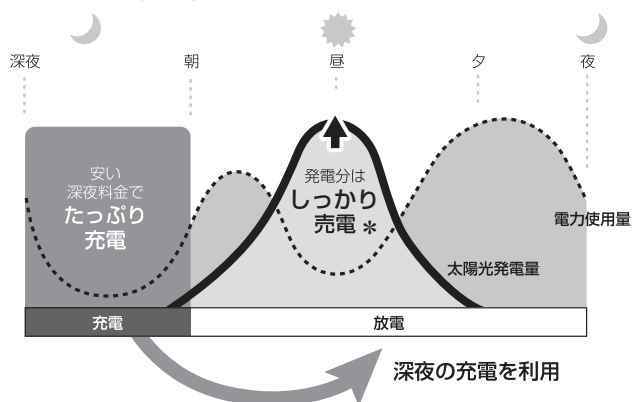 深夜
朝
昼
夕
夜
安い
深夜料金で
たっぷり
充電
発電分は
しっかり
売電＊
電力使用量
太陽光発電量
充電
放電
深夜の充電を利用